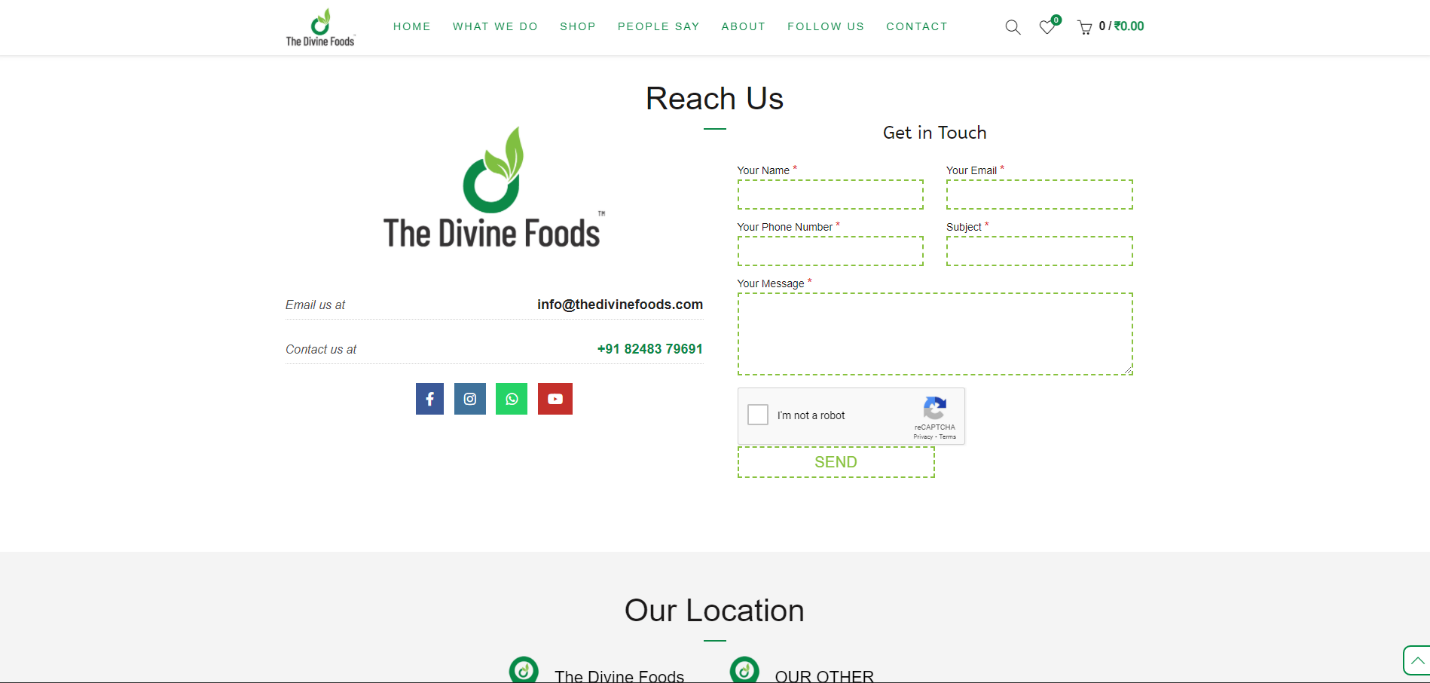 The Divine Foods
HOME WHAT WE DO SHOP PEOPLE SAY ABOUT FOLLOW US CONTACT
0
0 / ₹0.00
Reach Us
The Divine Foods
TM
Email us at info@thedivinefoods.com
Contact us at +91 82483 79691
Get in Touch
Your Name * Your Email *
Your Phone Number * Subject *
Your Message *
I'm not a robot
reCAPTCHA
Privacy - Terms
SEND
Our Location
The Divine Foods OUR OTHER